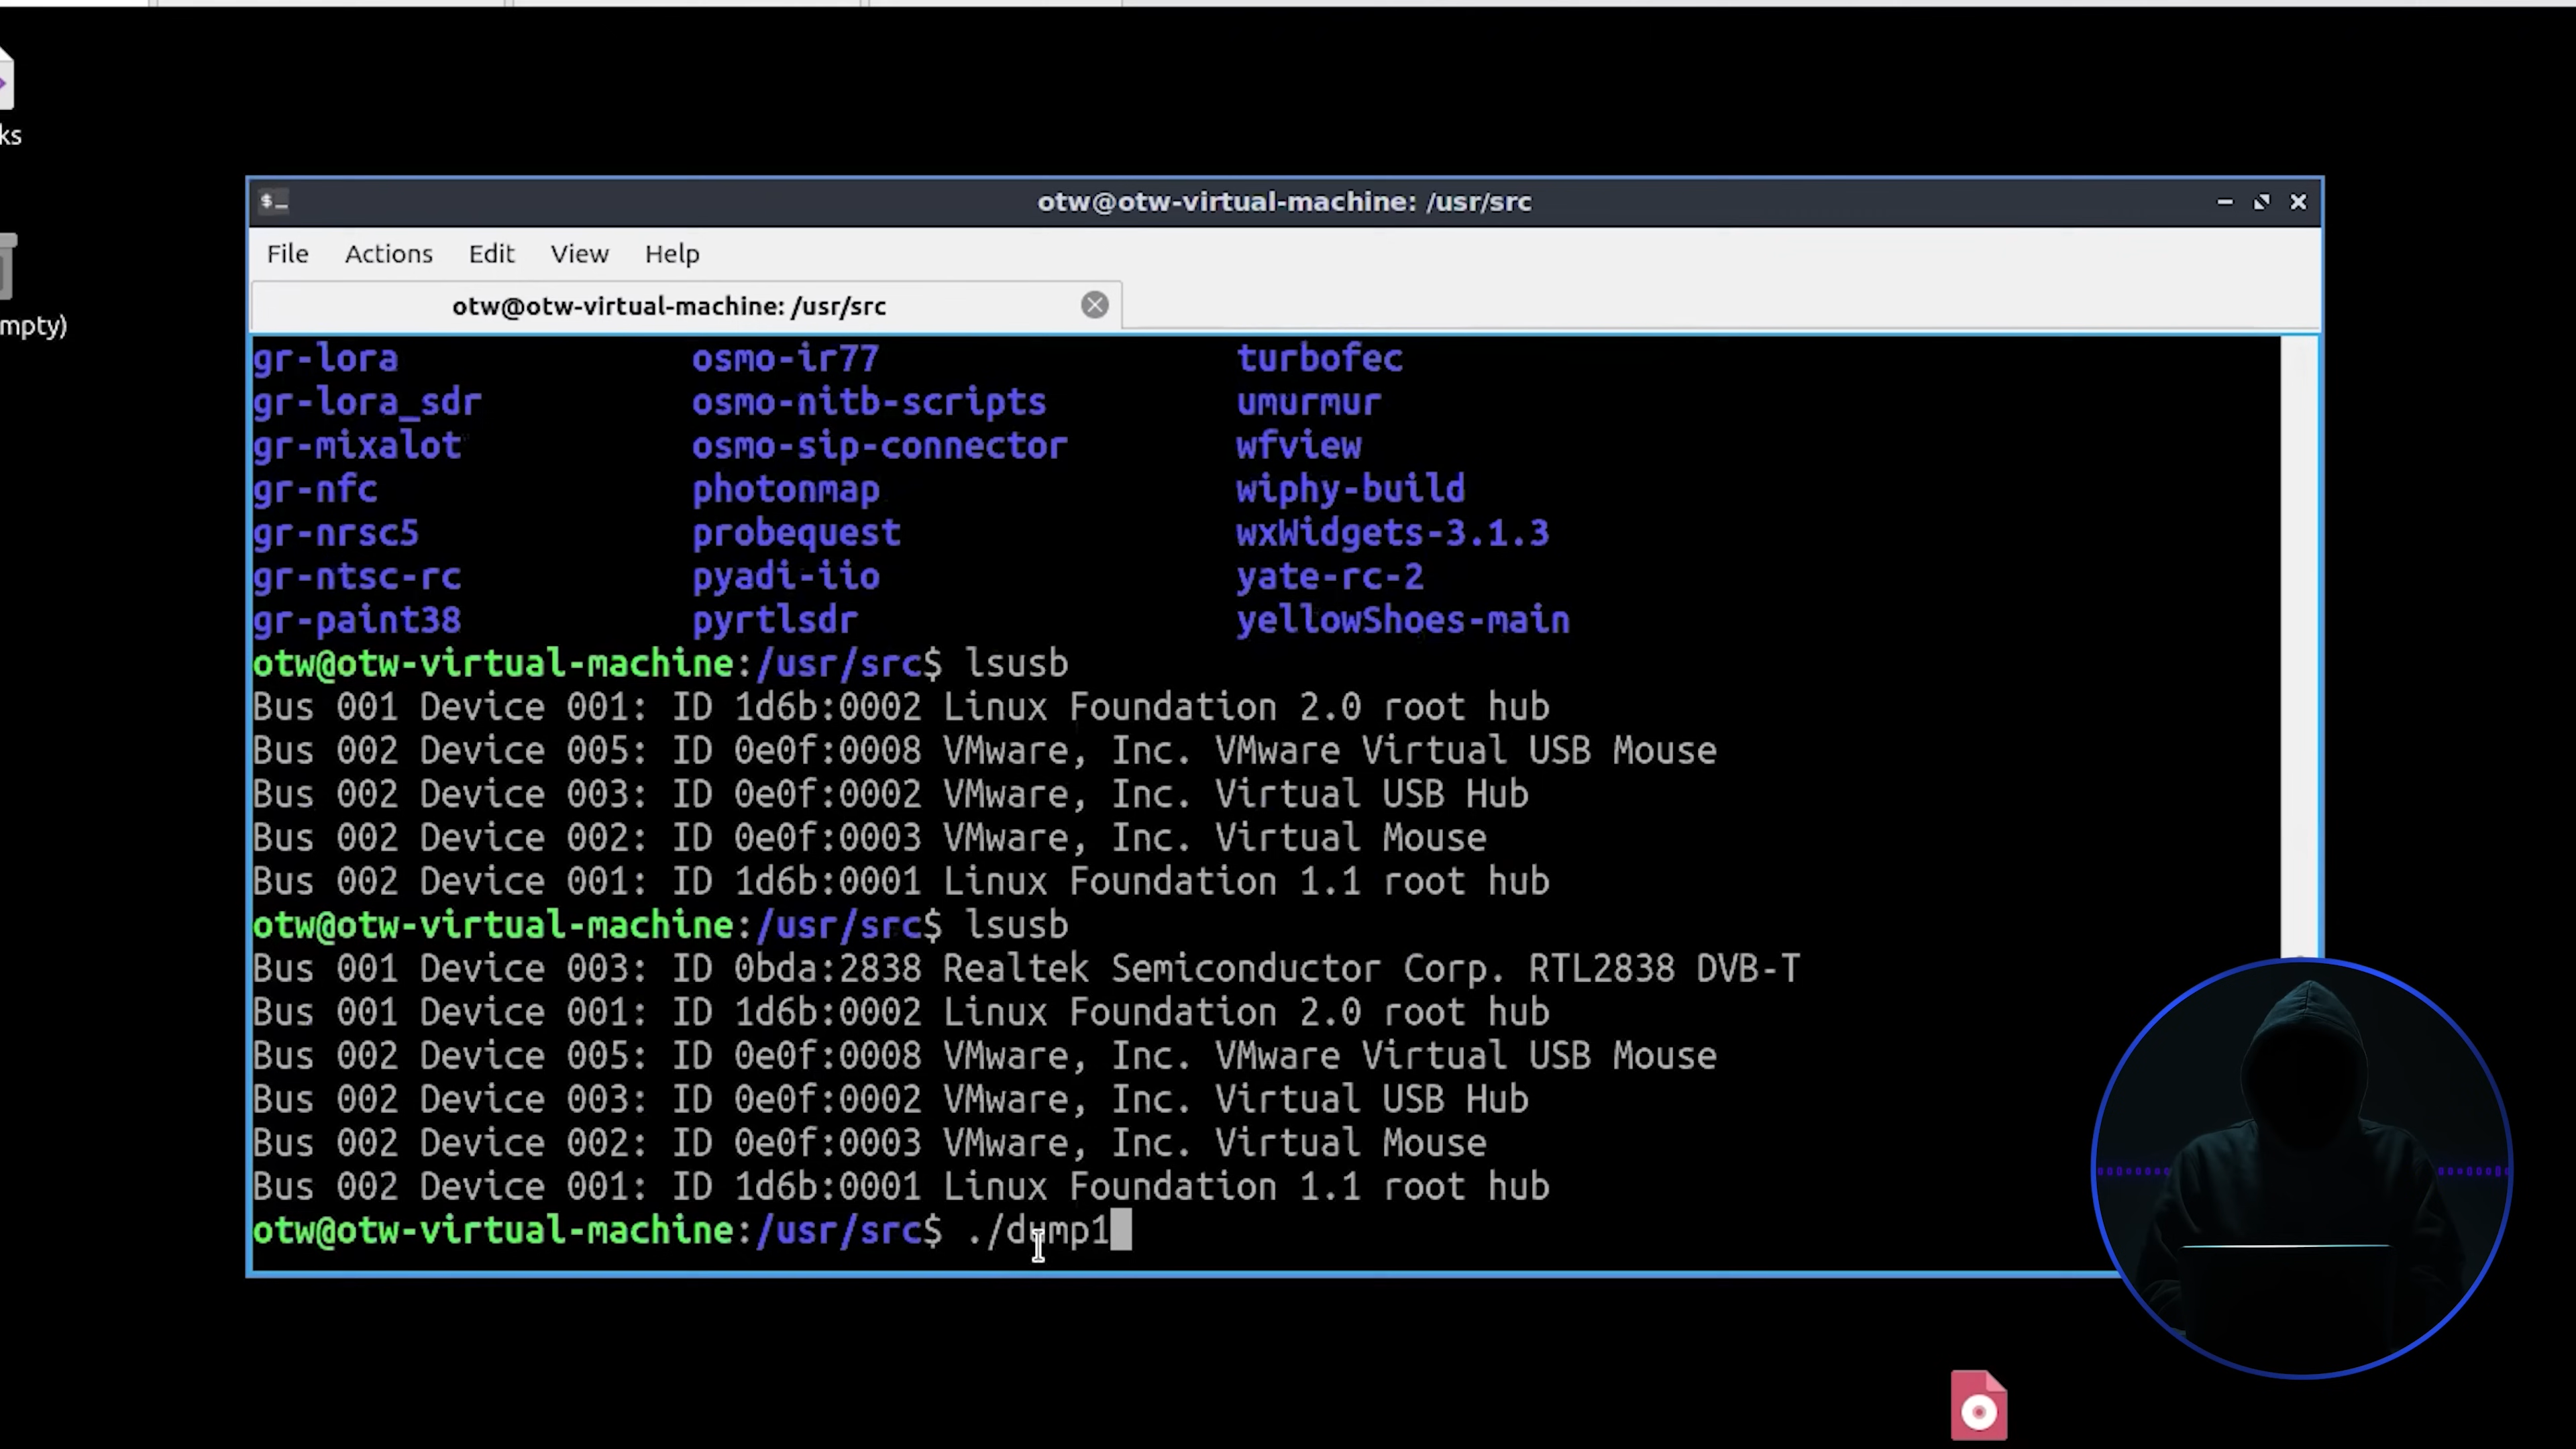 ks
mpty)
otw@otw-virtual-machine: /usr/src
File Actions Edit View Help
otw@otw-virtual-machine: /usr/src
gr-lora osmo-ir77 turbofec
gr-lora_sdr osmo-nitb-scripts umurmur
gr-mixalot osmo-sip-connector wfview
gr-nfc photonmap wiphy-build
gr-nrsc5 probequest wxWidgets-3.1.3
gr-ntsc-rc pyadi-iio yate-rc-2
gr-paint38 pyrtlsdr yellowShoes-main
otw@otw-virtual-machine:/usr/src$ lsusb
Bus 001 Device 001: ID 1d6b:0002 Linux Foundation 2.0 root hub
Bus 002 Device 005: ID 0e0f:0008 VMware, Inc. VMware Virtual USB Mouse
Bus 002 Device 003: ID 0e0f:0002 VMware, Inc. Virtual USB Hub
Bus 002 Device 002: ID 0e0f:0003 VMware, Inc. Virtual Mouse
Bus 002 Device 001: ID 1d6b:0001 Linux Foundation 1.1 root hub
otw@otw-virtual-machine:/usr/src$ lsusb
Bus 001 Device 003: ID 0bda:2838 Realtek Semiconductor Corp. RTL2838 DVB-T
Bus 001 Device 001: ID 1d6b:0002 Linux Foundation 2.0 root hub
Bus 002 Device 005: ID 0e0f:0008 VMware, Inc. VMware Virtual USB Mouse
Bus 002 Device 003: ID 0e0f:0002 VMware, Inc. Virtual USB Hub
Bus 002 Device 002: ID 0e0f:0003 VMware, Inc. Virtual Mouse
Bus 002 Device 001: ID 1d6b:0001 Linux Foundation 1.1 root hub
otw@otw-virtual-machine:/usr/src$ ./dump1